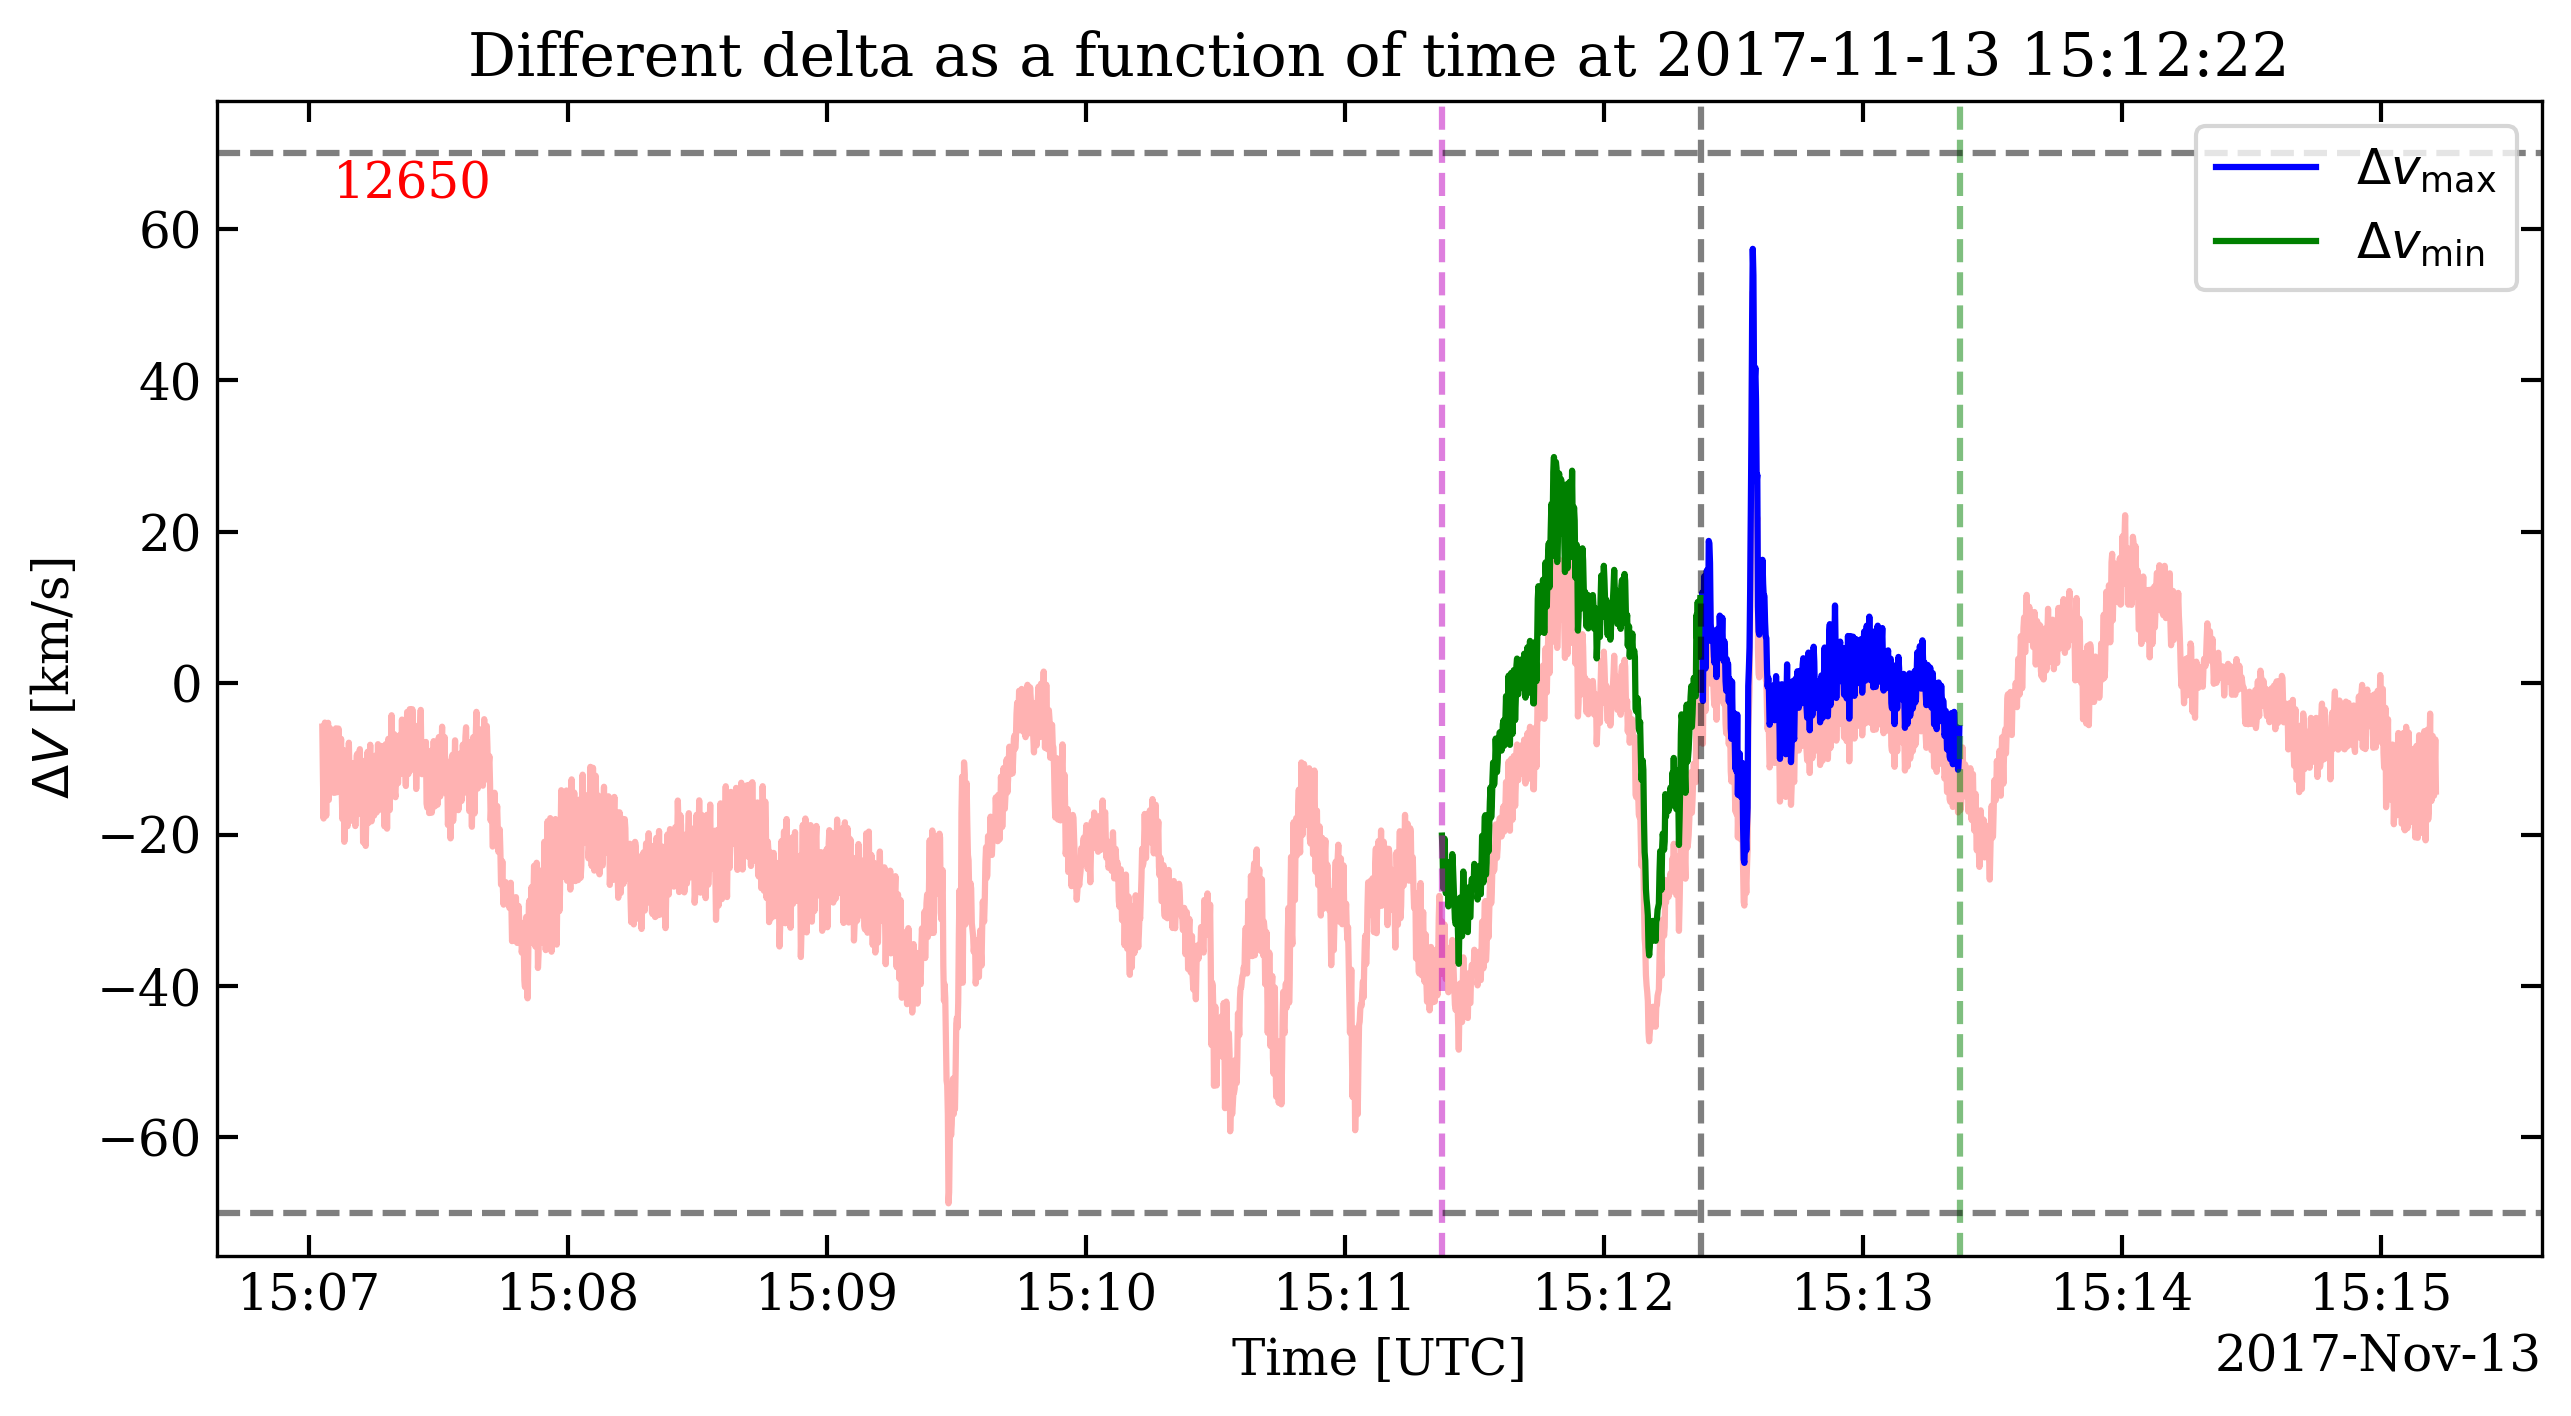 Different delta as a function of time at 2017-11-13 15:12:22
12650
Δv_max
Δv_min
60
40
20
0
−20
−40
−60
ΔV [km/s]
15:07 15:08 15:09 15:10 15:11 15:12 15:13 15:14 15:15
Time [UTC]
2017-Nov-13